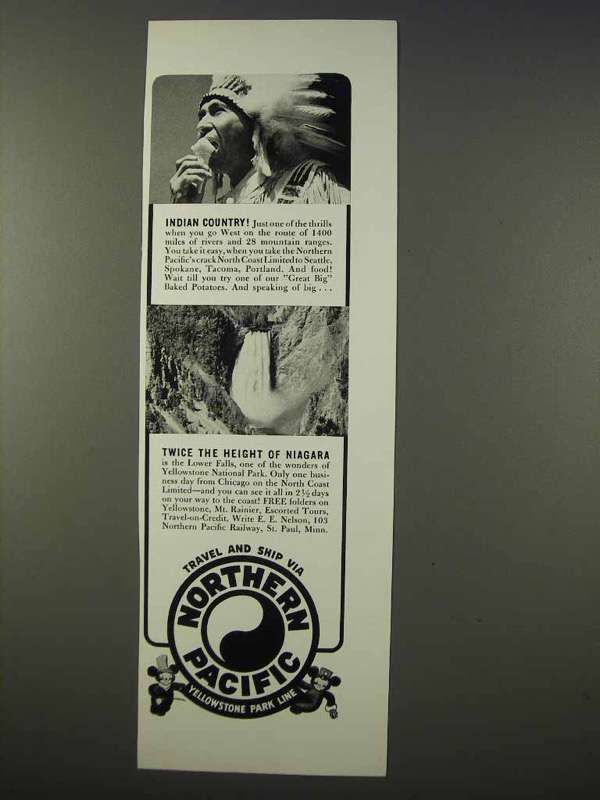 INDIAN COUNTRY! Just one of the thrills
when you go West on the route of 1400
miles of rivers and 28 mountain ranges.
You take it easy, when you take the Northern
Pacific's crack North Coast Limited to Seattle,
Spokane, Tacoma, Portland. And food!
Wait till you try one of our "Great Big"
Baked Potatoes. And speaking of big . . .
TWICE THE HEIGHT OF NIAGARA
is the Lower Falls, one of the wonders of
Yellowstone National Park. Only one busi-
ness day from Chicago on the North Coast
Limited—and you can see it all in 2½ days
on your way to the coast! FREE folders on
Yellowstone, Mt. Rainier, Escorted Tours,
Travel-on-Credit. Write E. E. Nelson, 103
Northern Pacific Railway, St. Paul, Minn.
TRAVEL AND SHIP VIA
NORTHERN
PACIFIC
YELLOWSTONE PARK LINE